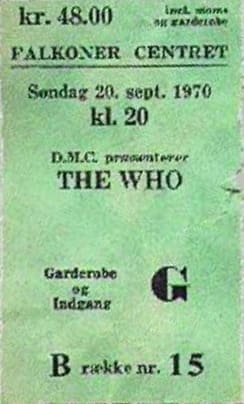 kr. 48.00
incl. moms
og garderobe
FALKONER CENTRET
Søndag 20. sept. 1970
kl. 20
D.M.C. præsenterer
THE WHO
Garderobe
og
Indgang
G
B række nr. 15